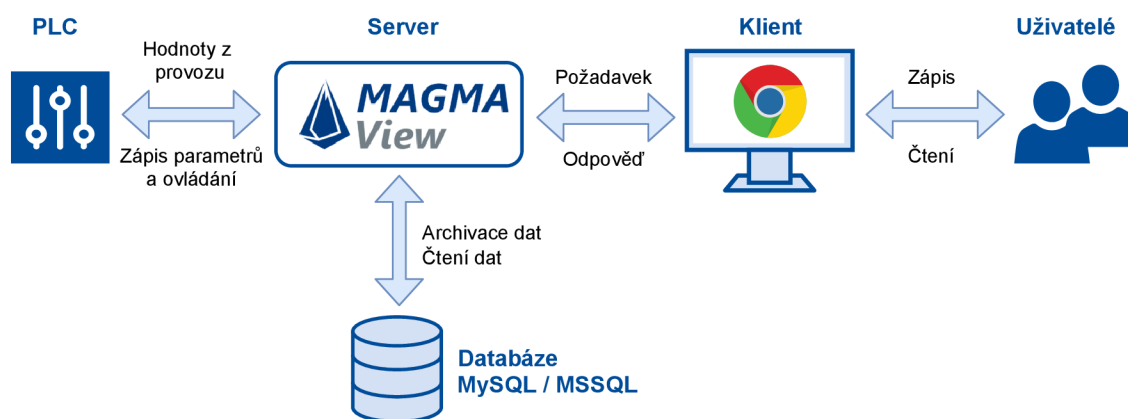 PLC
Server
Klient
Uživatelé
Hodnoty z
provozu
Zápis parametrů
a ovládání
MAGMA
View
Požadavek
Odpověď
Zápis
Čtení
Archivace dat
Čtení dat
Databáze
MySQL / MSSQL